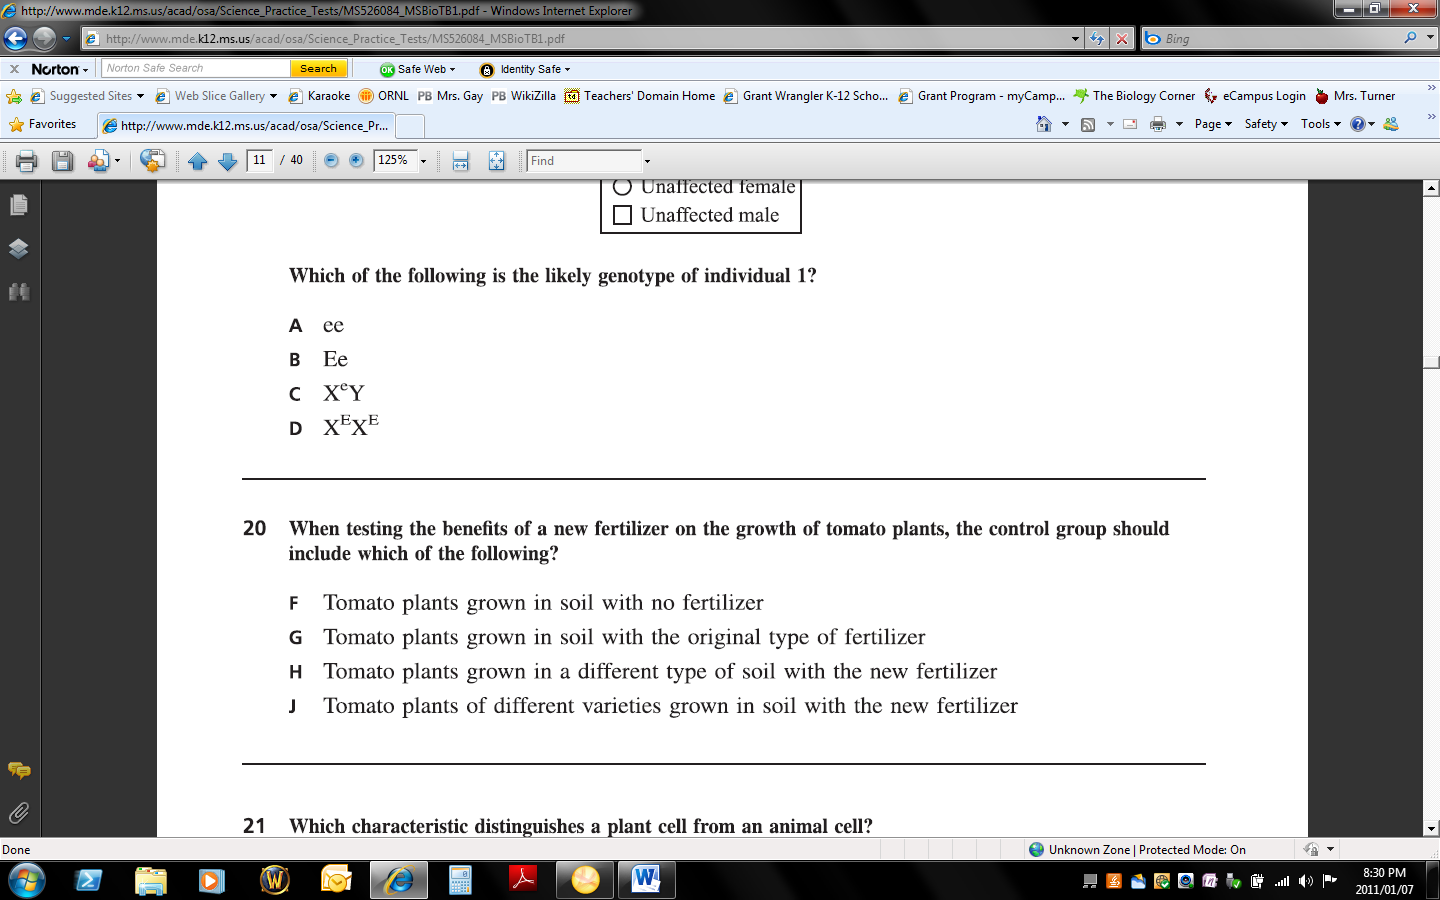 http://www.mde.k12.ms.us/acad/osa/Science_Practice_Tests/MS526084_MSBioTB1.pdf - Windows Internet Explorer
http://www.mde.k12.ms.us/acad/osa/Science_Practice_Tests/MS526084_MSBioTB1.pdf
Bing
X Norton Norton Safe Search Search OK Safe Web Identity Safe
Suggested Sites Web Slice Gallery Karaoke ORNL PB Mrs. Gay PB WikiZilla td Teachers' Domain Home Grant Wrangler K-12 Scho... Grant Program - myCamp... The Biology Corner eCampus Login Mrs. Turner
Favorites http://www.mde.k12.ms.us/acad/osa/Science_Pr... Page Safety Tools
11 / 40 125% Find
Unaffected female
Unaffected male
Which of the following is the likely genotype of individual 1?
A ee
B Ee
C XᵉY
D XᴱXᴱ
20 When testing the benefits of a new fertilizer on the growth of tomato plants, the control group should
include which of the following?
F Tomato plants grown in soil with no fertilizer
G Tomato plants grown in soil with the original type of fertilizer
H Tomato plants grown in a different type of soil with the new fertilizer
J Tomato plants of different varieties grown in soil with the new fertilizer
21 Which characteristic distinguishes a plant cell from an animal cell?
Done Unknown Zone | Protected Mode: On
8:30 PM
2011/01/07